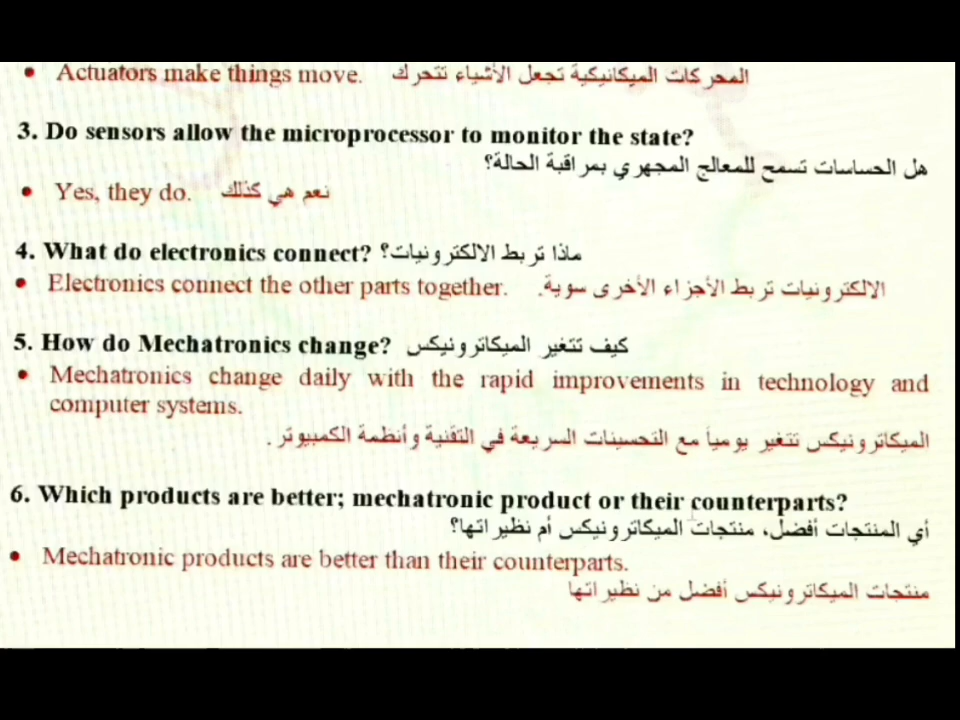 • Actuators make things move. المحركات الميكانيكية تجعل الأشياء تتحرك
3. Do sensors allow the microprocessor to monitor the state?
هل الحساسات تسمح للمعالج المجهري بمراقبة الحالة؟
• Yes, they do. نعم هي كذلك
4. What do electronics connect? ماذا تربط الالكترونيات؟
• Electronics connect the other parts together. الالكترونيات تربط الأجزاء الأخرى سوية.
5. How do Mechatronics change? كيف تتغير الميكاترونيكس
• Mechatronics change daily with the rapid improvements in technology and
computer systems.
الميكاترونيكس تتغير يومياً مع التحسينات السريعة في التقنية وأنظمة الكمبيوتر.
6. Which products are better; mechatronic product or their counterparts?
أي المنتجات أفضل، منتجات الميكاترونيكس أم نظيراتها؟
• Mechatronic products are better than their counterparts.
منتجات الميكاترونيكس أفضل من نظيراتها